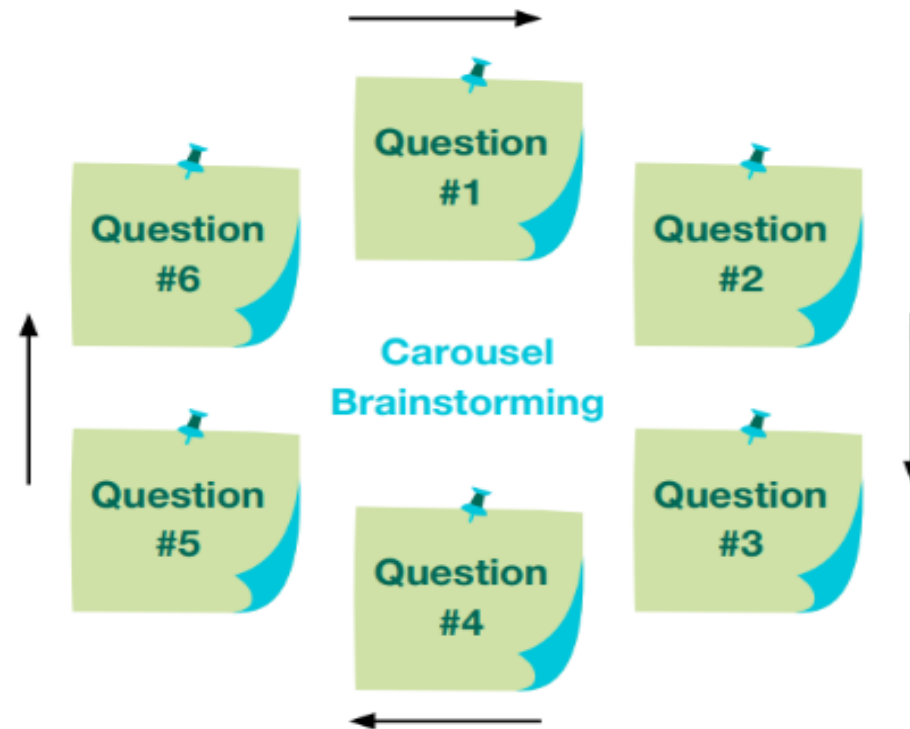 Question
#1
Question
#2
Question
#3
Question
#4
Question
#5
Question
#6
Carousel
Brainstorming